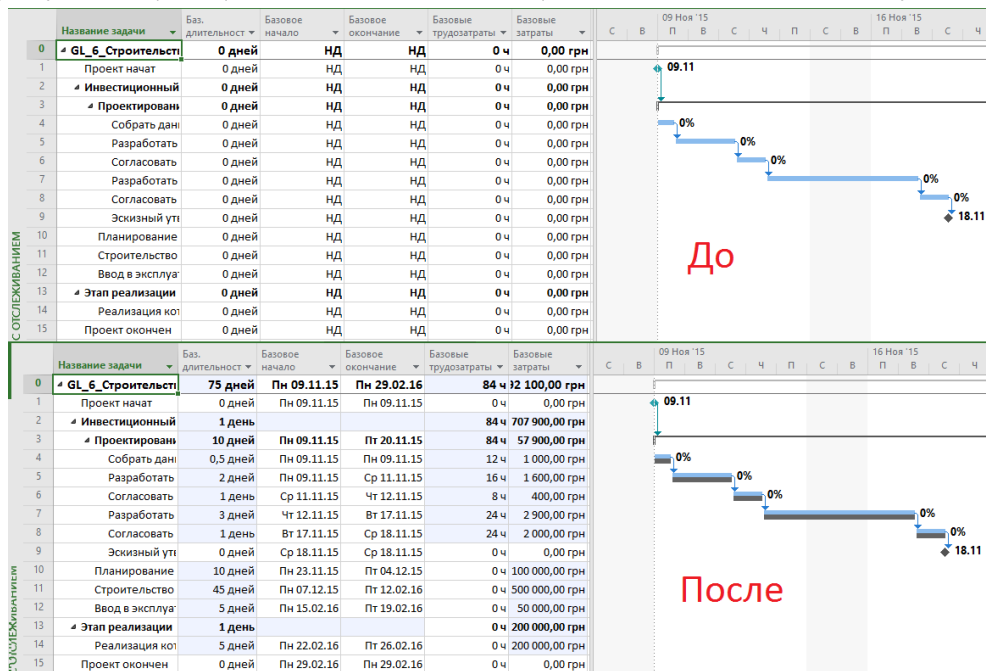 Баз. Базовое Базовое Базовые Базовые 09 Ноя '15 16 Ноя '15
Название задачи длительност начало окончание трудозатраты затраты С В П В С Ч П С В П В С Ч
0 GL_6_Строительсти 0 дней НД НД 0 ч 0,00 грн
1 Проект начат 0 дней НД НД 0 ч 0,00 грн 09.11
2 Инвестиционный 0 дней НД НД 0 ч 0,00 грн
3 Проектировани 0 дней НД НД 0 ч 0,00 грн
4 Собрать данн 0 дней НД НД 0 ч 0,00 грн 0%
5 Разработать 0 дней НД НД 0 ч 0,00 грн 0%
6 Согласовать 0 дней НД НД 0 ч 0,00 грн 0%
7 Разработать 0 дней НД НД 0 ч 0,00 грн 0%
8 Согласовать 0 дней НД НД 0 ч 0,00 грн 0%
9 Эскизный утв 0 дней НД НД 0 ч 0,00 грн 18.11
10 Планирование 0 дней НД НД 0 ч 0,00 грн
11 Строительство 0 дней НД НД 0 ч 0,00 грн
12 Ввод в эксплуат 0 дней НД НД 0 ч 0,00 грн
13 Этап реализации 0 дней НД НД 0 ч 0,00 грн
14 Реализация кот 0 дней НД НД 0 ч 0,00 грн
15 Проект окончен 0 дней НД НД 0 ч 0,00 грн
С ОТСЛЕЖИВАНИЕМ
До
Баз. Базовое Базовое Базовые Базовые 09 Ноя '15 16 Ноя '15
Название задачи длительност начало окончание трудозатраты затраты С В П В С Ч П С В П В С Ч
0 GL_6_Строительсти 75 дней Пн 09.11.15 Пн 29.02.16 84 ч 92 100,00 грн
1 Проект начат 0 дней Пн 09.11.15 Пн 09.11.15 0 ч 0,00 грн 09.11
2 Инвестиционный 1 день 84 ч 707 900,00 грн
3 Проектировани 10 дней Пн 09.11.15 Пт 20.11.15 84 ч 57 900,00 грн
4 Собрать данн 0,5 дней Пн 09.11.15 Пн 09.11.15 12 ч 1 000,00 грн 0%
5 Разработать 2 дней Пн 09.11.15 Ср 11.11.15 16 ч 1 600,00 грн 0%
6 Согласовать 1 день Ср 11.11.15 Чт 12.11.15 8 ч 400,00 грн 0%
7 Разработать 3 дней Чт 12.11.15 Вт 17.11.15 24 ч 2 900,00 грн 0%
8 Согласовать 1 день Вт 17.11.15 Ср 18.11.15 24 ч 2 000,00 грн 0%
9 Эскизный утв 0 дней Ср 18.11.15 Ср 18.11.15 0 ч 0,00 грн 18.11
10 Планирование 10 дней Пн 23.11.15 Пт 04.12.15 0 ч 100 000,00 грн
11 Строительство 45 дней Пн 07.12.15 Пт 12.02.16 0 ч 500 000,00 грн
12 Ввод в эксплуат 5 дней Пн 15.02.16 Пт 19.02.16 0 ч 50 000,00 грн
13 Этап реализации 1 день 0 ч 200 000,00 грн
14 Реализация кот 5 дней Пн 22.02.16 Пт 26.02.16 0 ч 200 000,00 грн
15 Проект окончен 0 дней Пн 29.02.16 Пн 29.02.16 0 ч 0,00 грн
С ОТСЛЕЖИВАНИЕМ
После